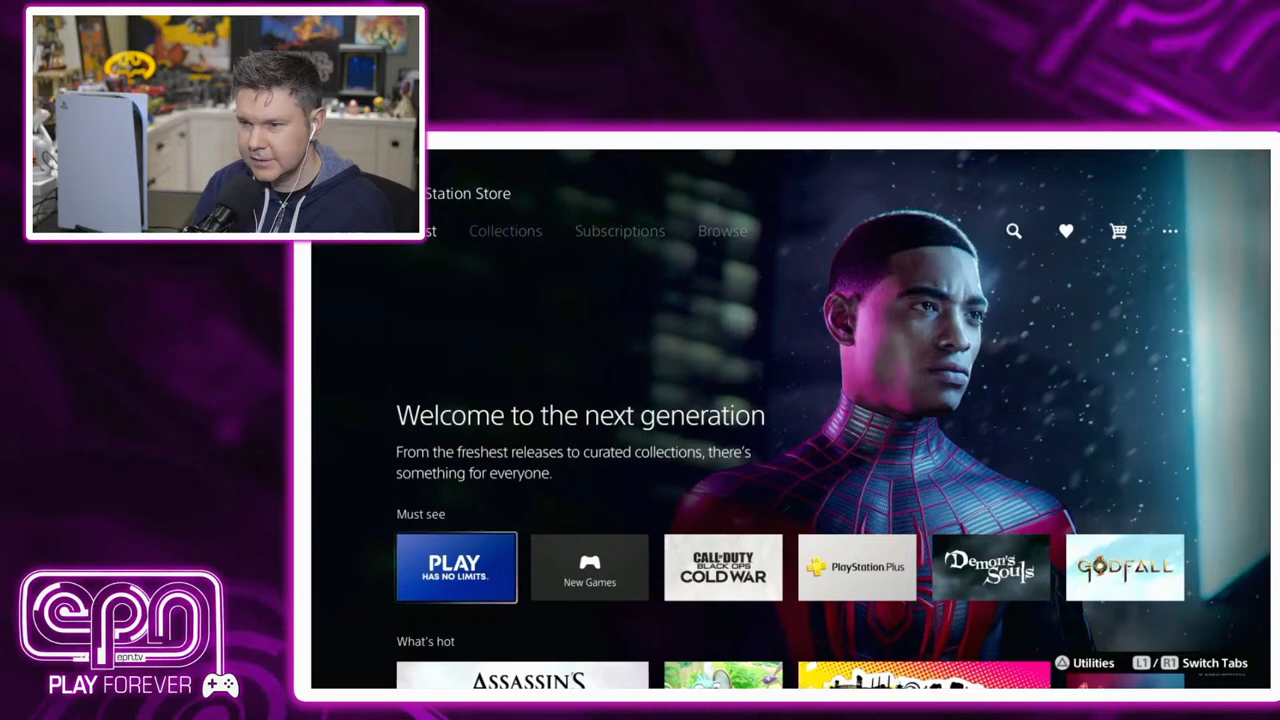 Station Store
st
Collections
Subscriptions
Browse
Welcome to the next generation
From the freshest releases to curated collections, there's
something for everyone.
Must see
PLAY
HAS NO LIMITS.
New Games
CALL OF DUTY
BLACK OPS
COLD WAR
PlayStation Plus
Demon's
Souls
GODFALL
What's hot
ASSASSIN'S
Utilities
L1 / R1 Switch Tabs
epn
epn.tv
PLAY FOREVER